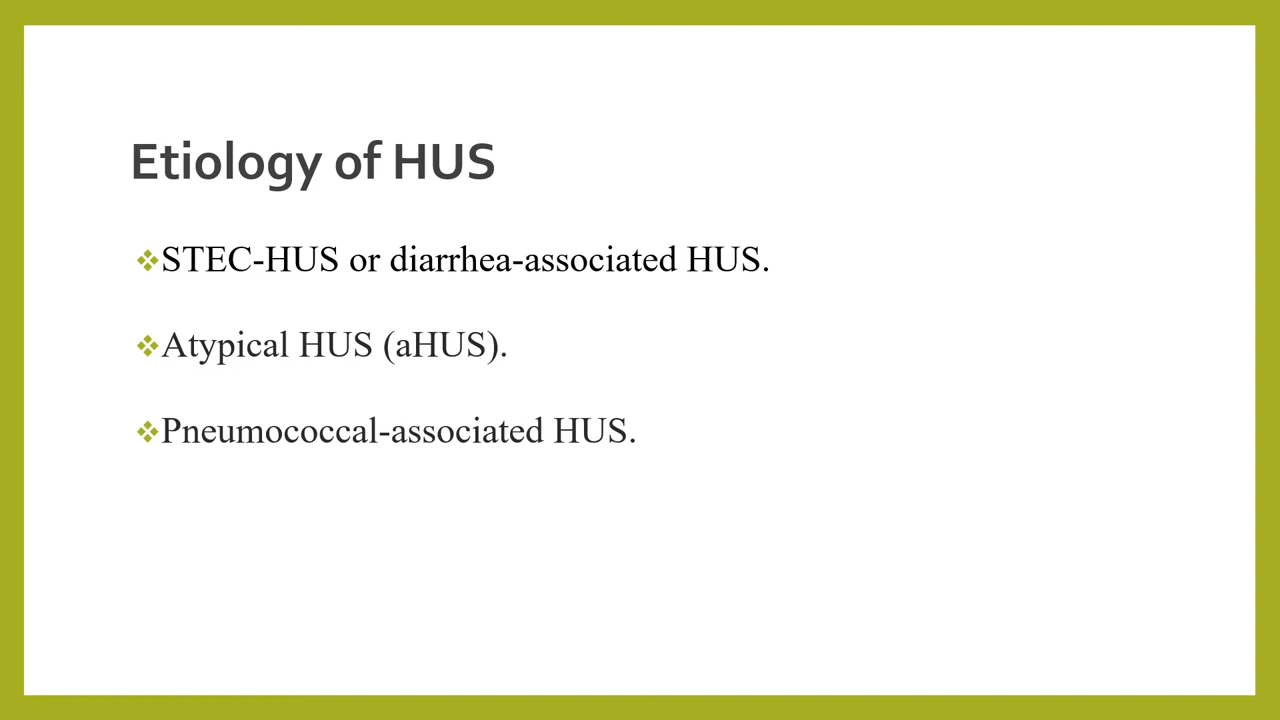 Etiology of HUS
❖STEC-HUS or diarrhea-associated HUS.
❖Atypical HUS (aHUS).
❖Pneumococcal-associated HUS.